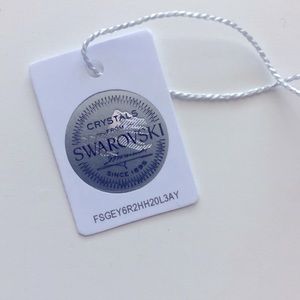 CRYSTALS
FROM
SWAROVSKI
SINCE 1895
FSGEY6R2HH20L3AY